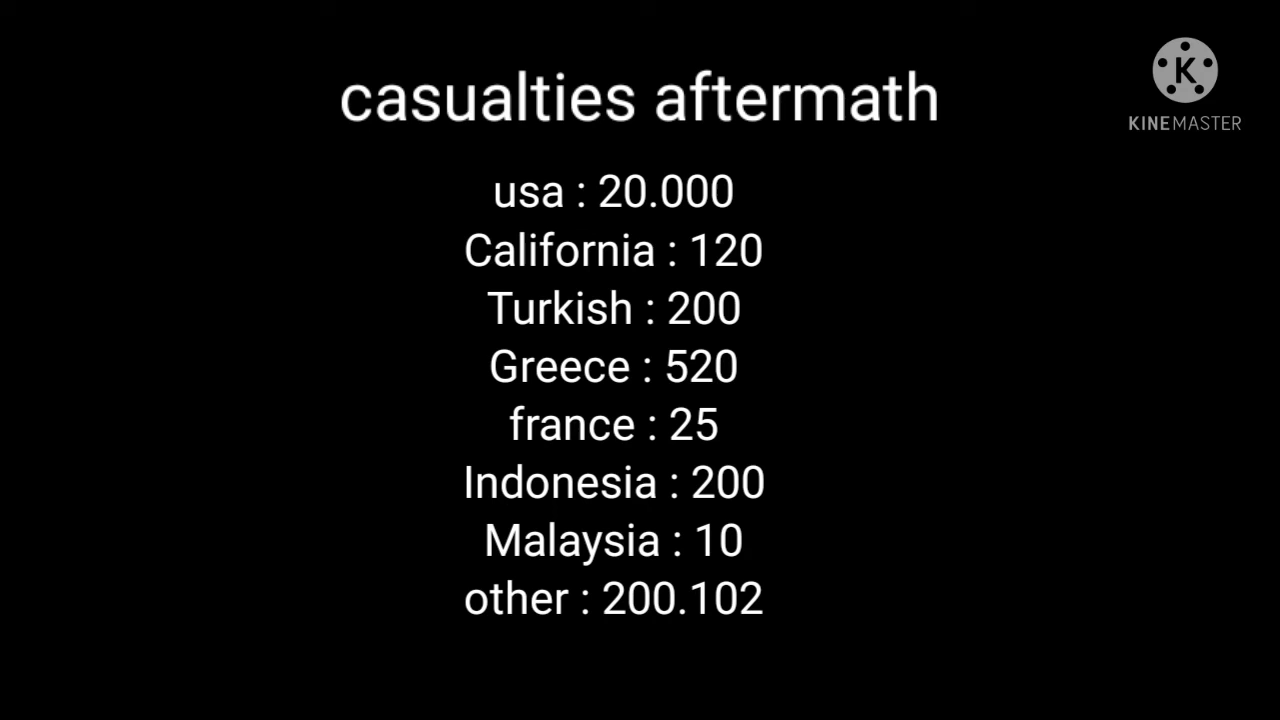 casualties aftermath
K
KINEMASTER
usa : 20.000
California : 120
Turkish : 200
Greece : 520
france : 25
Indonesia : 200
Malaysia : 10
other : 200.102